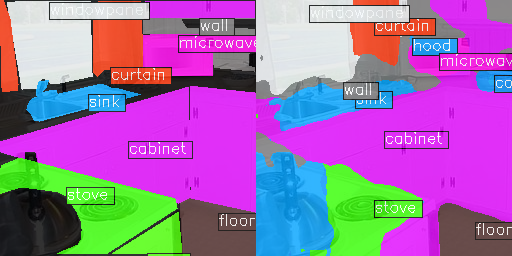 windowpane
wall
microwave
curtain
sink
cabinet
stove
floor
windowpane
curtain
hood
microwave
wall
sink
cabinet
stove
floor